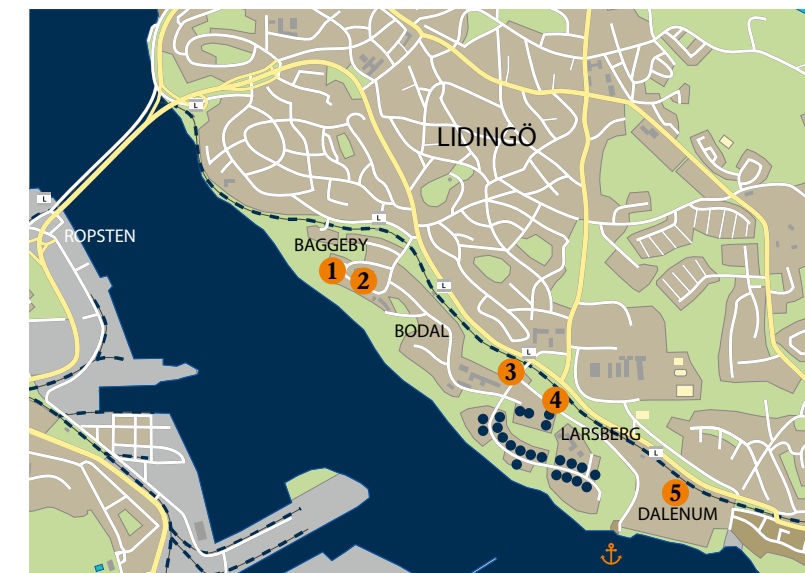 L
LIDINGÖ
L
L
ROPSTEN
BAGGEBY
1
2
L
BODAL
L
3
4
LARSBERG
L
5
DALENUM